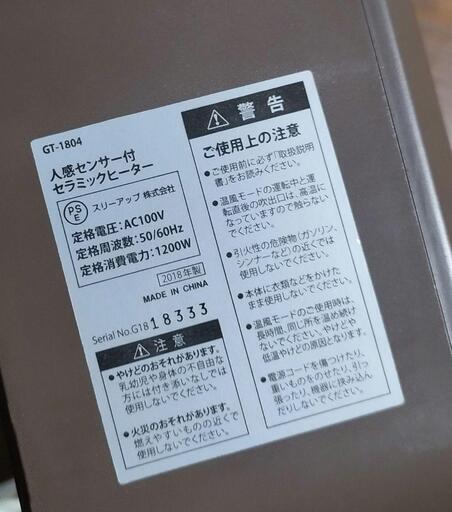 GT-1804
人感センサー付
セラミックヒーター
PS
E
スリーアップ 株式会社
定格電圧:AC100V
定格周波数:50/60Hz
定格消費電力:1200W
2018年製
MADE IN CHINA
Serial No.G18 18333
注意
●やけどのおそれがあります。
乳幼児や身体の不自由な
方には付き添いなしでは
使用しないでください。
●火災のおそれがあります。
燃えやすいものの近くで
使用しないでください。
警告
ご使用上の注意
●ご使用前に必ず「取扱説明
書」をお読みください。
●温風モードの運転中と運
転直後の吹出口は、高温に
なっていますので触らない
でください。
●引火性の危険物(ガソリン、
シンナーなど)の近くでは
使用しないでください。
●本体に衣類などをかけた
まま使用しないでください。
●温風モードのご使用時は、
長時間、同じ所を温め続け
ないでください。やけどや
低温やけどの原因となります。
●電源コードを傷つけたり、
重いものをのせたり、引っ
張ったり、機器に挟み込ん
だりしないでください。